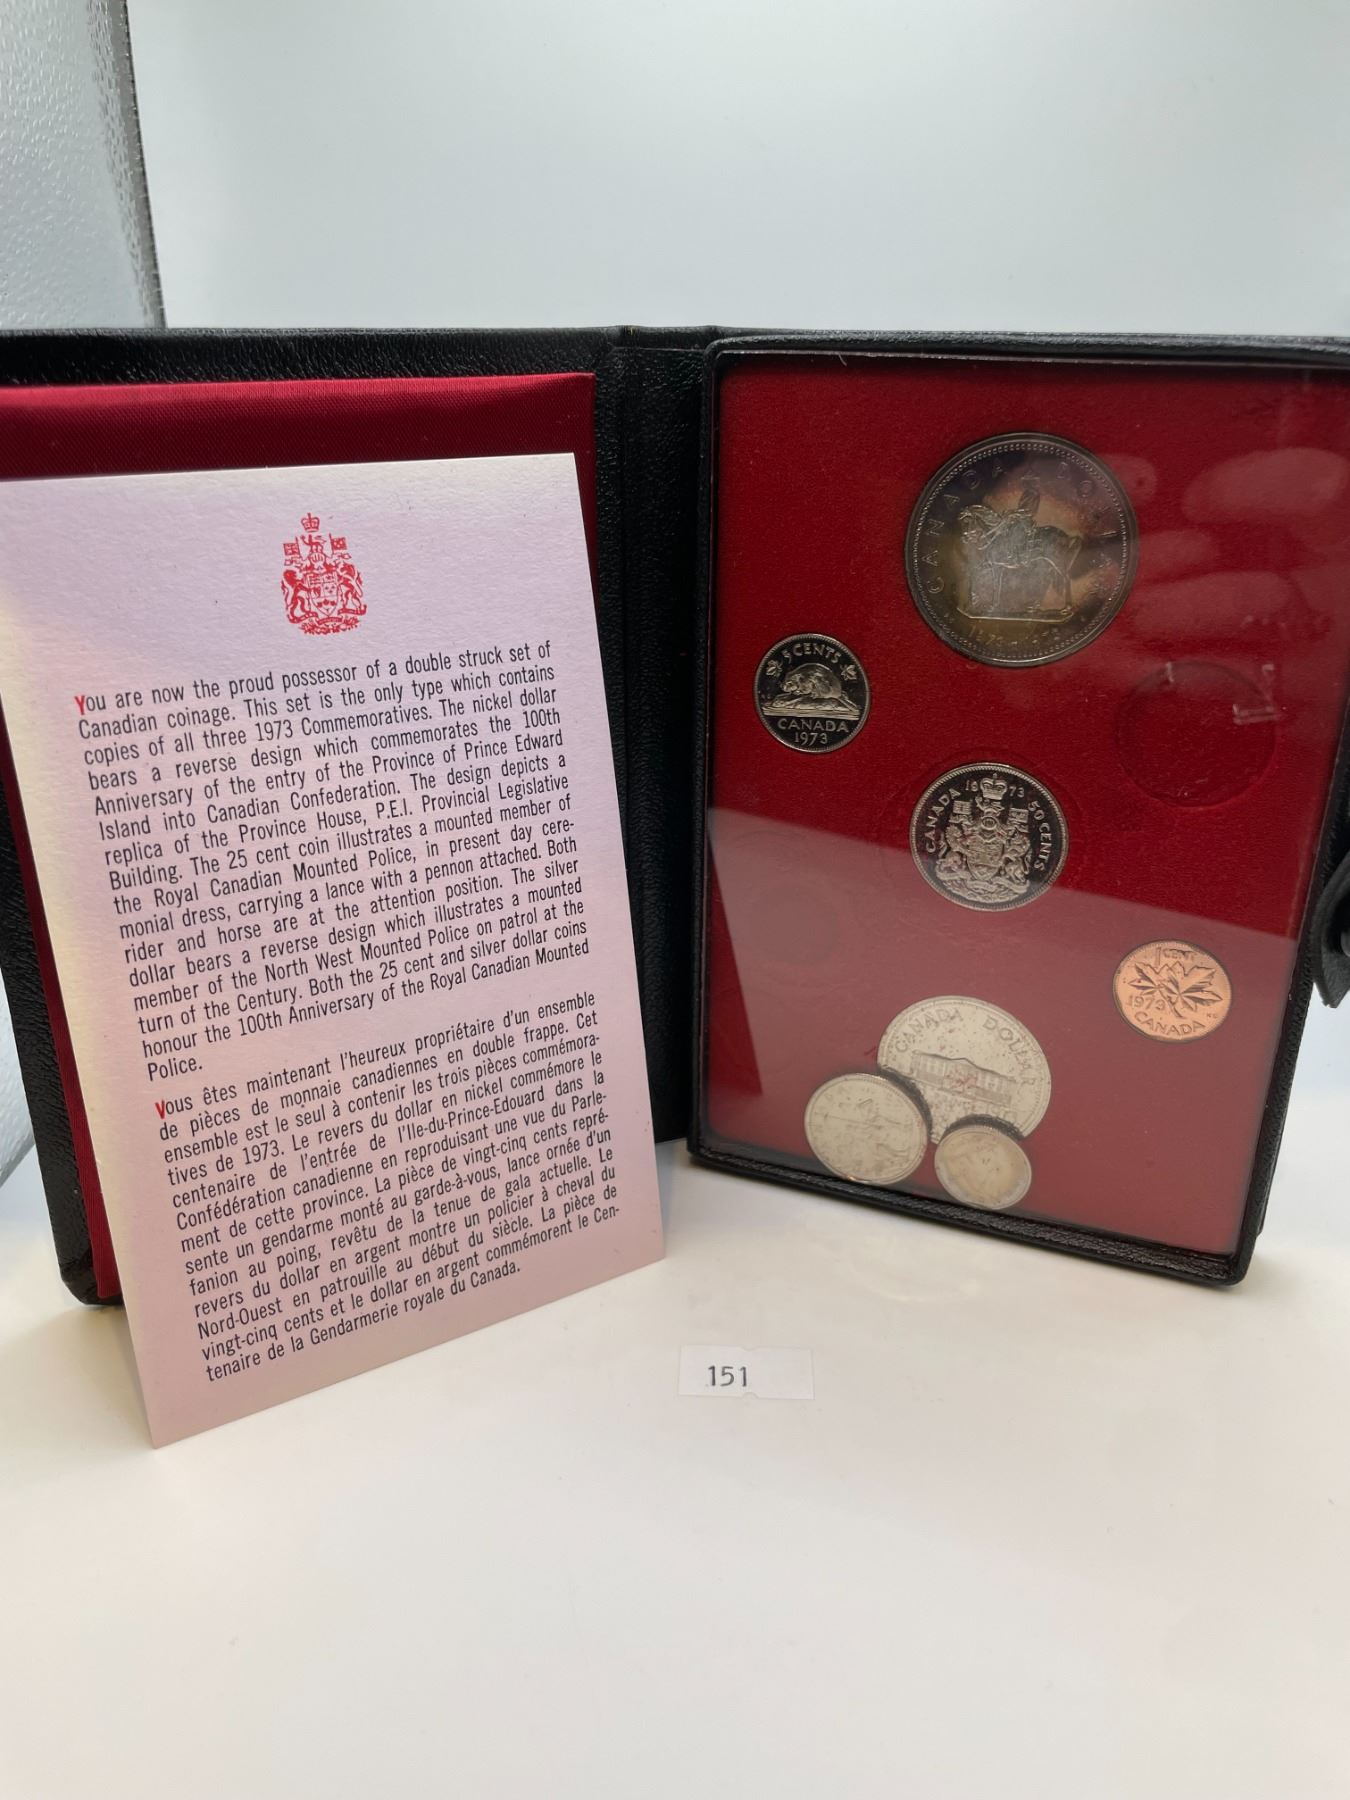 You are now the proud possessor of a double struck set of
Canadian coinage. This set is the only type which contains
copies of all three 1973 Commemoratives. The nickel dollar
bears a reverse design which commemorates the 100th
Anniversary of the entry of the Province of Prince Edward
Island into Canadian Confederation. The design depicts a
replica of the Province House, P.E.I. Provincial Legislative
Building. The 25 cent coin illustrates a mounted member of
the Royal Canadian Mounted Police, in present day cere-
monial dress, carrying a lance with a pennon attached. Both
rider and horse are at the attention position. The silver
dollar bears a reverse design which illustrates a mounted
member of the North West Mounted Police on patrol at the
turn of the Century. Both the 25 cent and silver dollar coins
honour the 100th Anniversary of the Royal Canadian Mounted
Police.
Vous êtes maintenant l'heureux propriétaire d'un ensemble
de pièces de monnaie canadiennes en double frappe. Cet
ensemble est le seul à contenir les trois pièces commémora-
tives de 1973. Le revers du dollar en nickel commémore le
centenaire de l'entrée de l'Ile-du-Prince-Edouard dans la
Confédération canadienne en reproduisant une vue du Parle-
ment de cette province. La pièce de vingt-cinq cents repré-
sente un gendarme monté au garde-à-vous, lance ornée d'un
fanion au poing, revêtu de la tenue de gala actuelle. Le
revers du dollar en argent montre un policier à cheval du
Nord-Ouest en patrouille au début du siècle. La pièce de
vingt-cinq cents et le dollar en argent commémorent le Cen-
tenaire de la Gendarmerie royale du Canada.
CANADA DOLLAR
1873-1973
5 CENTS
CANADA
1973
CANADA 1973 50 CENTS
1 CENT
1973
CANADA
CANADA DOLLAR
151